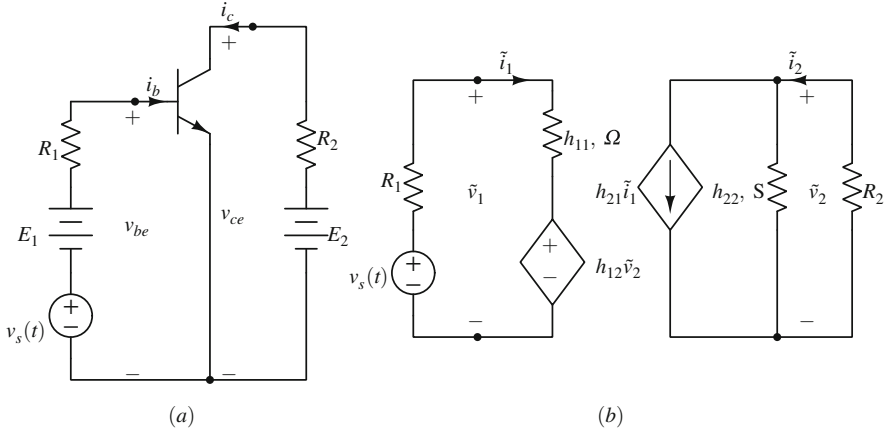 i_c
+
i_b
+
R_1
R_2
E_1
v_be
v_ce
E_2
v_s(t)
+
−
−
−
(a)
ĩ_1
+
h_11, Ω
R_1
ṽ_1
+
−
h_12ṽ_2
v_s(t)
+
−
−
ĩ_2
+
h_21ĩ_1
h_22, S
ṽ_2
R_2
−
(b)